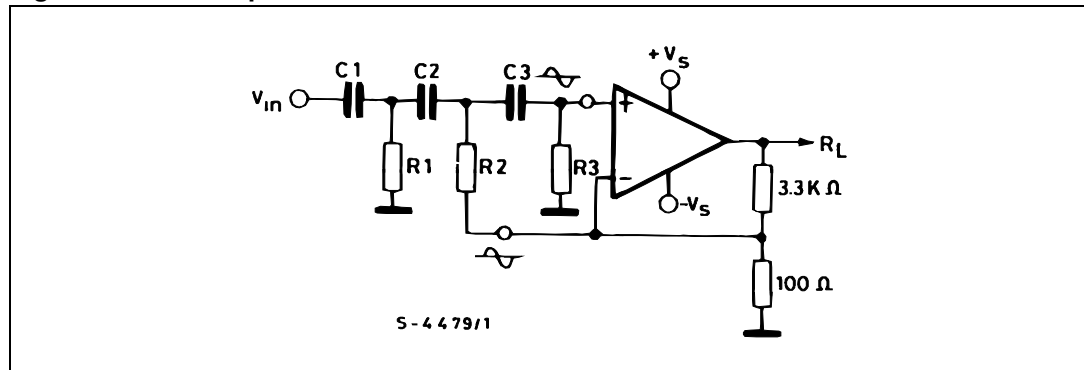 +Vs
C1
C2
C3
Vin
+
RL
R1
R2
R3
-
3.3K Ω
-Vs
100 Ω
S-4479/1